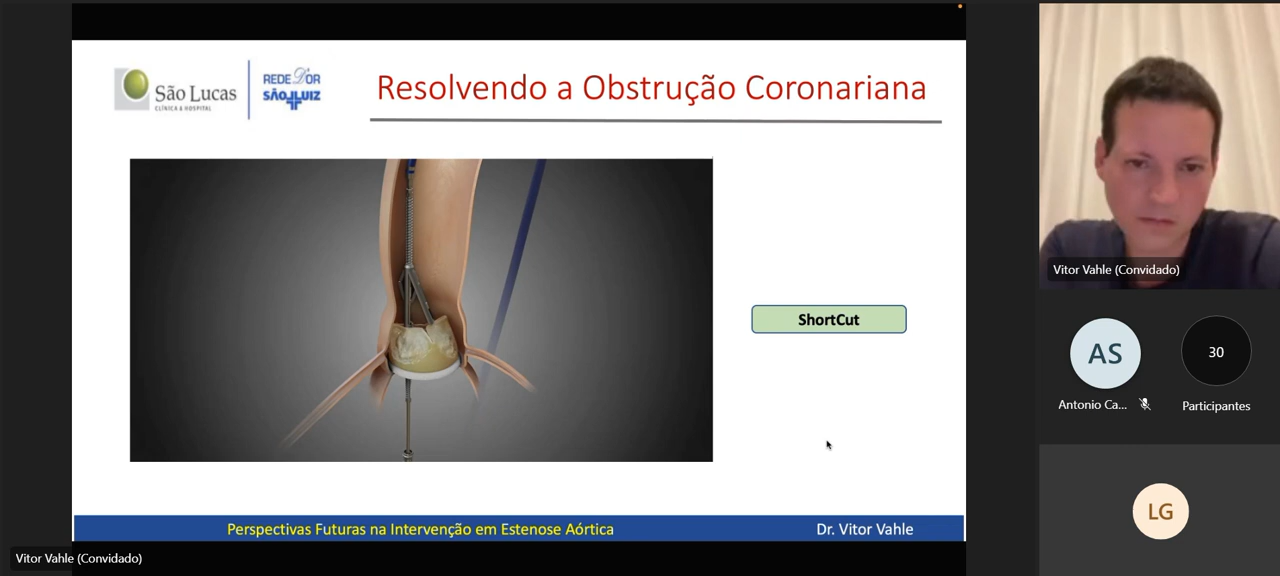 São Lucas
CLÍNICA & HOSPITAL
REDE D'OR
SÃO LUIZ
Resolvendo a Obstrução Coronariana
ShortCut
Perspectivas Futuras na Intervenção em Estenose Aórtica
Dr. Vitor Vahle
Vitor Vahle (Convidado)
Vitor Vahle (Convidado)
AS
Antonio Ca...
30
Participantes
LG